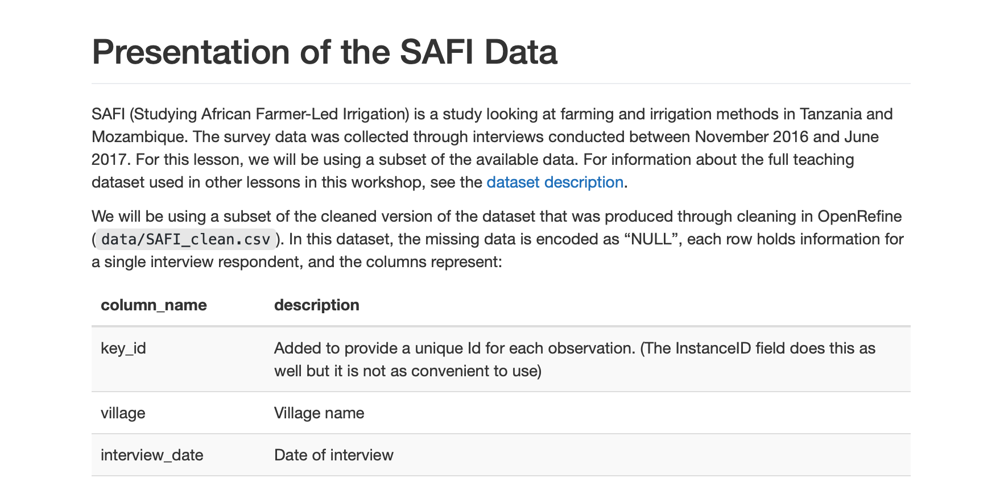 Presentation of the SAFI Data
SAFI (Studying African Farmer-Led Irrigation) is a study looking at farming and irrigation methods in Tanzania and
Mozambique. The survey data was collected through interviews conducted between November 2016 and June
2017. For this lesson, we will be using a subset of the available data. For information about the full teaching
dataset used in other lessons in this workshop, see the dataset description.
We will be using a subset of the cleaned version of the dataset that was produced through cleaning in OpenRefine
(data/SAFI_clean.csv). In this dataset, the missing data is encoded as “NULL”, each row holds information for
a single interview respondent, and the columns represent:
column_name description
key_id Added to provide a unique Id for each observation. (The InstanceID field does this as
well but it is not as convenient to use)
village Village name
interview_date Date of interview